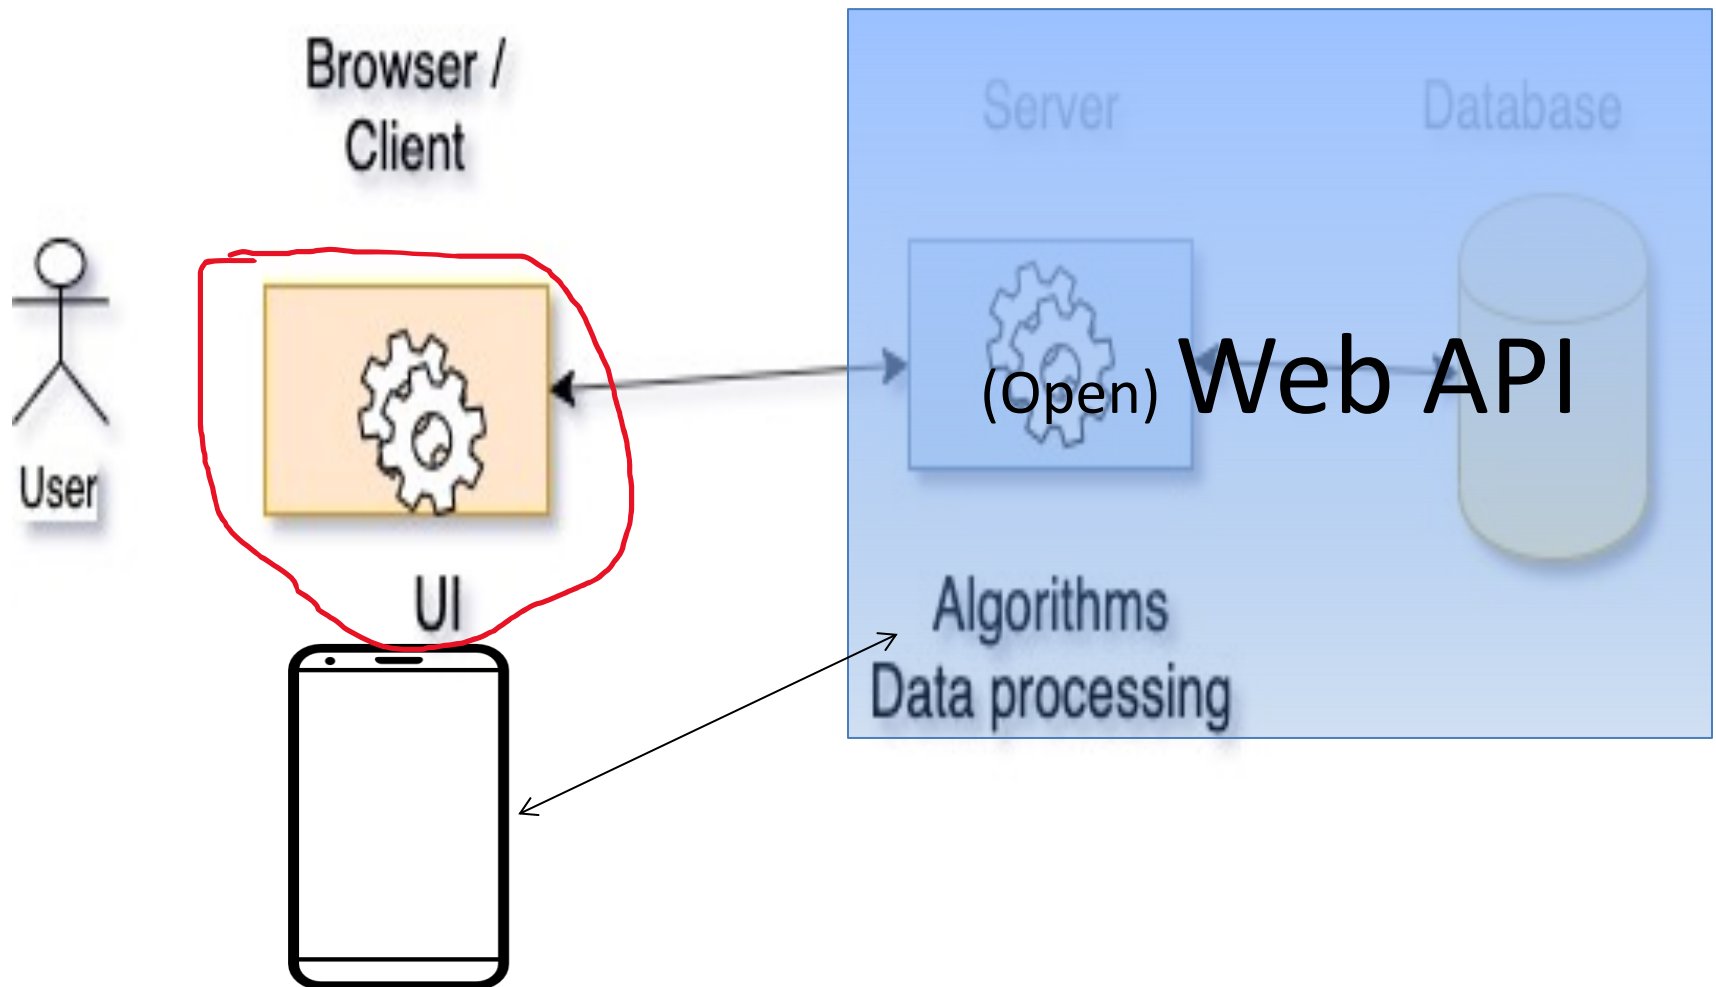 Browser /
Client
Server
Database
User
(Open) Web API
UI
Algorithms
Data processing